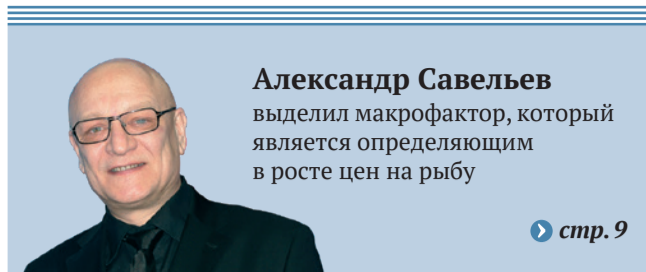 Александр Савельев
выделил макрофактор, который
является определяющим
в росте цен на рыбу
стр. 9